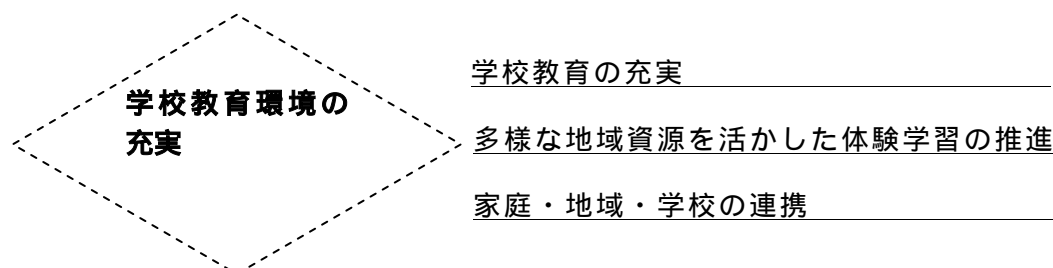 学校教育環境の
充実
学校教育の充実
多様な地域資源を活かした体験学習の推進
家庭・地域・学校の連携